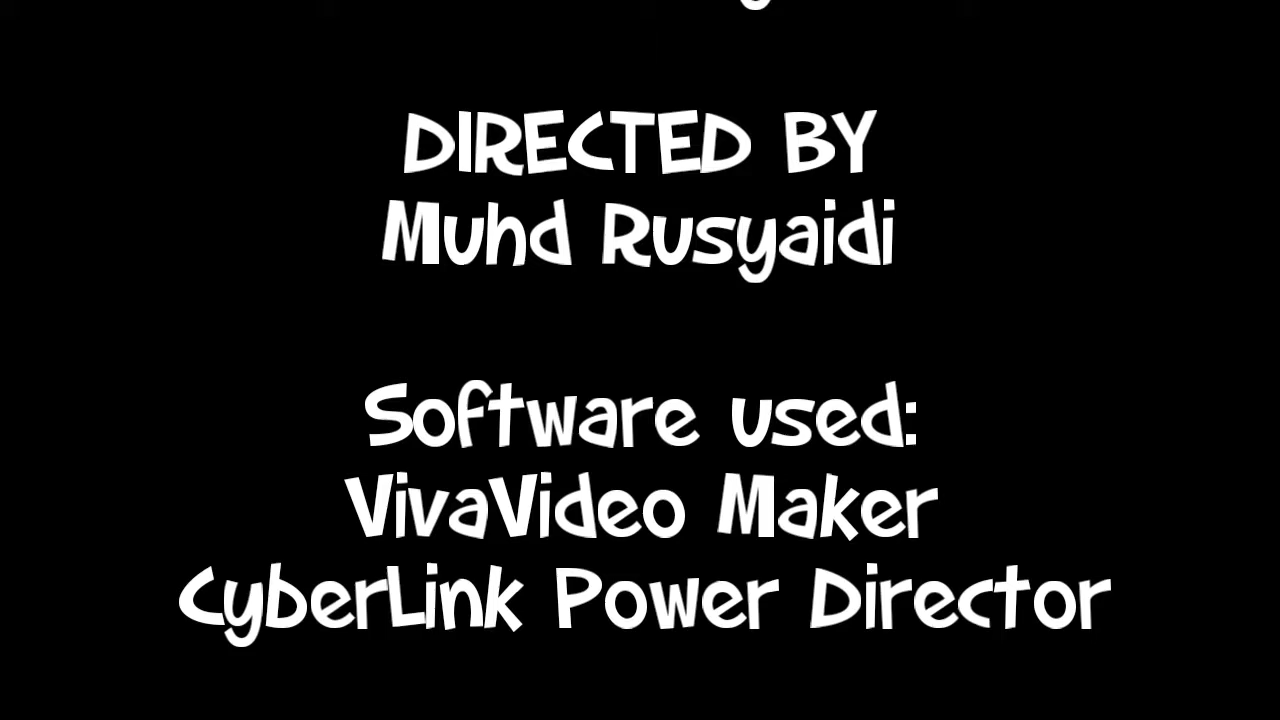 DIRECTED BY
Muhd Rusyaidi
Software used:
VivaVideo Maker
CyberLink Power Director